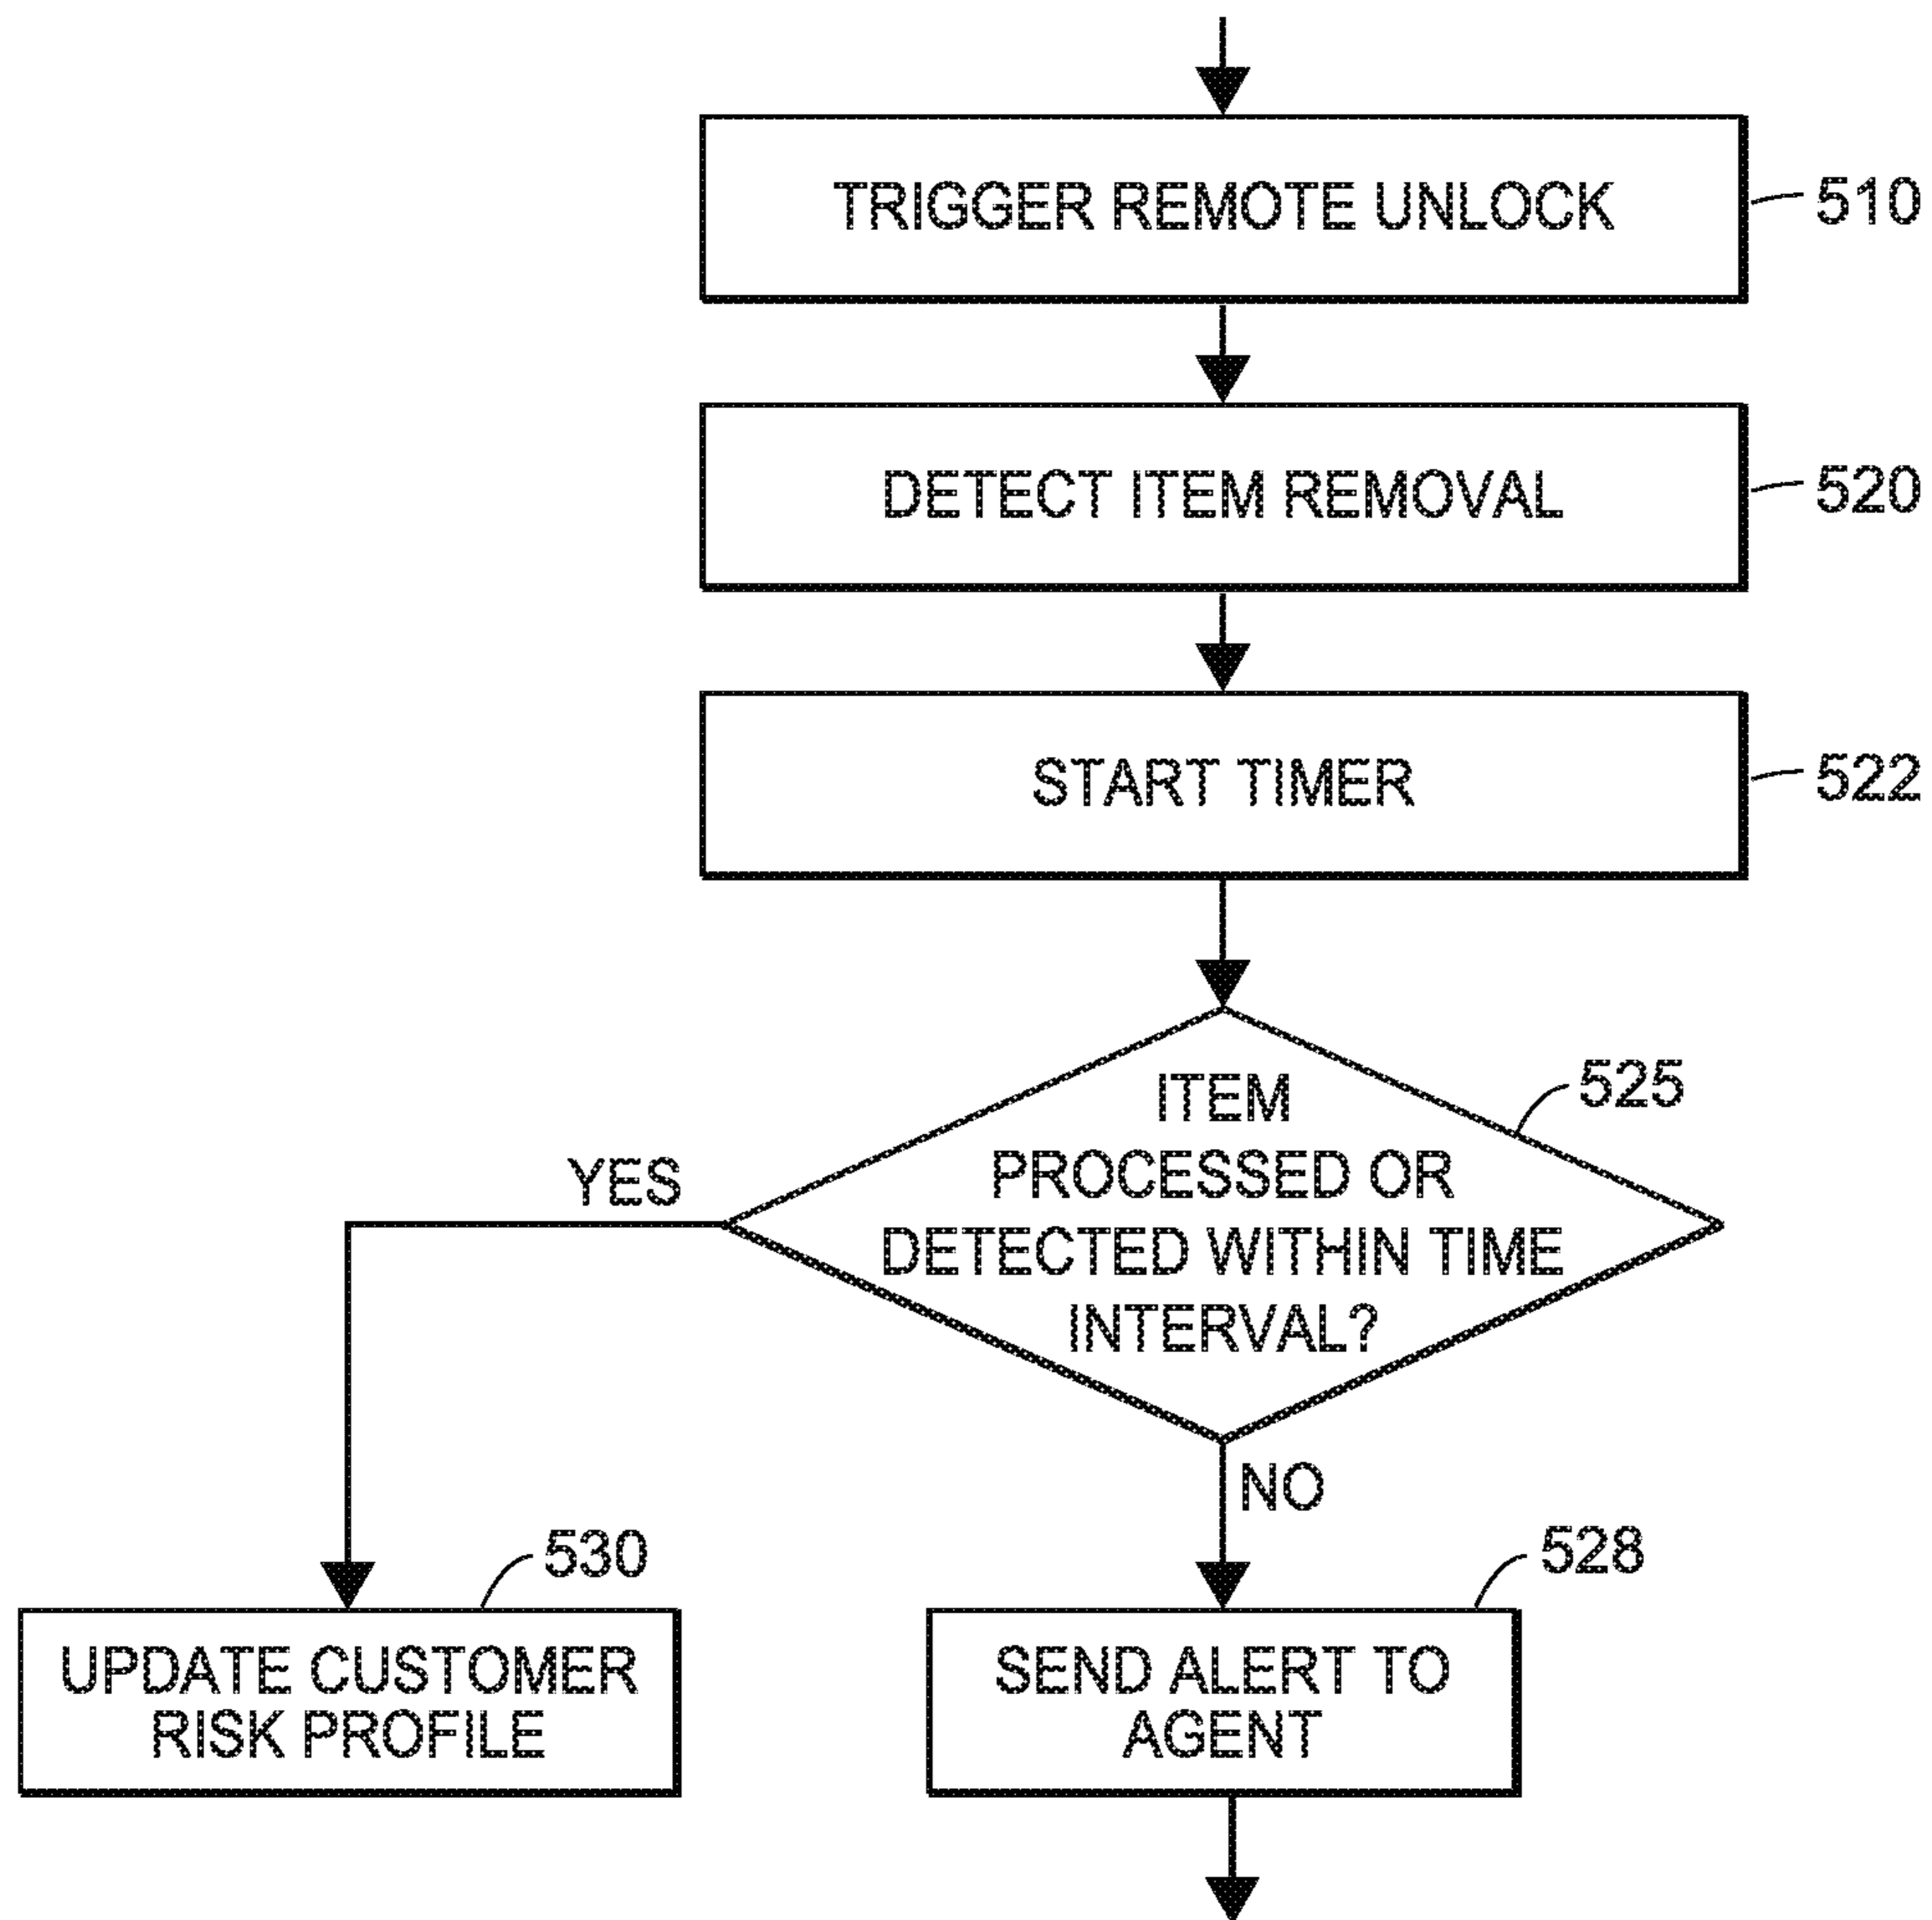 TRIGGER REMOTE UNLOCK
510
DETECT ITEM REMOVAL
520
START TIMER
522
ITEM
PROCESSED OR
DETECTED WITHIN TIME
INTERVAL?
525
YES
NO
530
UPDATE CUSTOMER
RISK PROFILE
528
SEND ALERT TO
AGENT